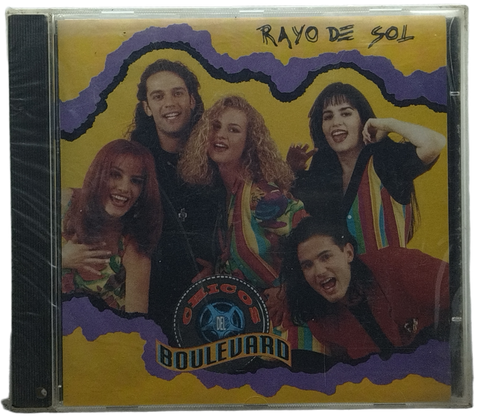 RAYO DE SOL
CHICOS
DEL
BOULEVARD